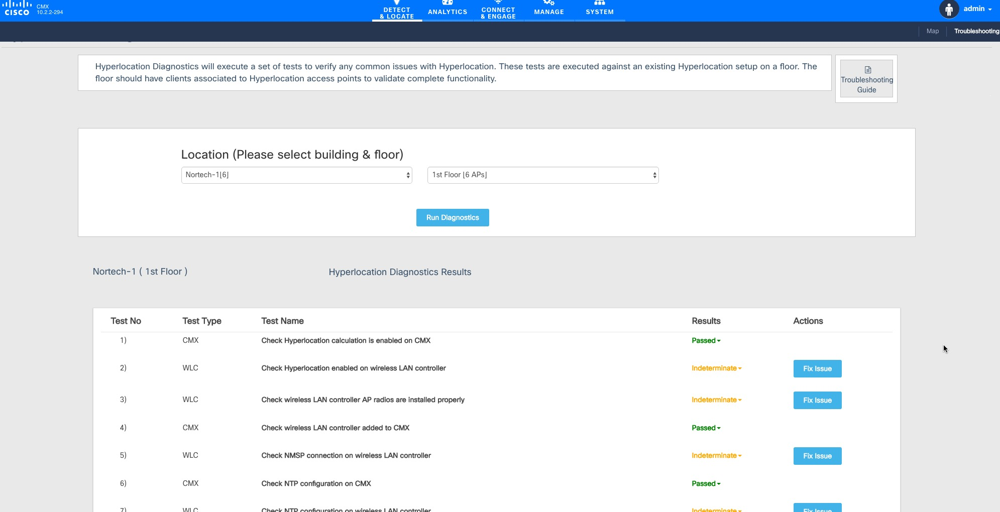 CISCO
CMX
10.2.2-294
DETECT
& LOCATE
ANALYTICS
CONNECT
& ENGAGE
MANAGE
SYSTEM
admin
Map
Troubleshooting
Hyperlocation Diagnostics will execute a set of tests to verify any common issues with Hyperlocation. These tests are executed against an existing Hyperlocation setup on a floor. The
floor should have clients associated to Hyperlocation access points to validate complete functionality.
Troubleshooting
Guide
Location (Please select building & floor)
Nortech-1[6]
1st Floor [6 APs]
Run Diagnostics
Nortech-1 ( 1st Floor )
Hyperlocation Diagnostics Results
Test No Test Type Test Name Results Actions
1) CMX Check Hyperlocation calculation is enabled on CMX Passed
2) WLC Check Hyperlocation enabled on wireless LAN controller Indeterminate Fix Issue
3) WLC Check wireless LAN controller AP radios are installed properly Indeterminate Fix Issue
4) CMX Check wireless LAN controller added to CMX Passed
5) WLC Check NMSP connection on wireless LAN controller Indeterminate Fix Issue
6) CMX Check NTP configuration on CMX Passed
7) WLC Check NTP configuration on wireless LAN controller Indeterminate Fix Issue